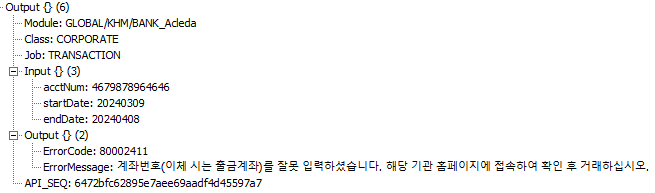 Output {} (6)
Module: GLOBAL/KHM/BANK_Acleda
Class: CORPORATE
Job: TRANSACTION
Input {} (3)
acctNum: 4679878964646
startDate: 20240309
endDate: 20240408
Output {} (2)
ErrorCode: 80002411
ErrorMessage: 계좌번호(이체 시는 출금계좌)를 잘못 입력하셨습니다. 해당 기관 홈페이지에 접속하여 확인 후 거래하십시오.
API_SEQ: 6472bfc62895e7aee69aadf4d45597a7